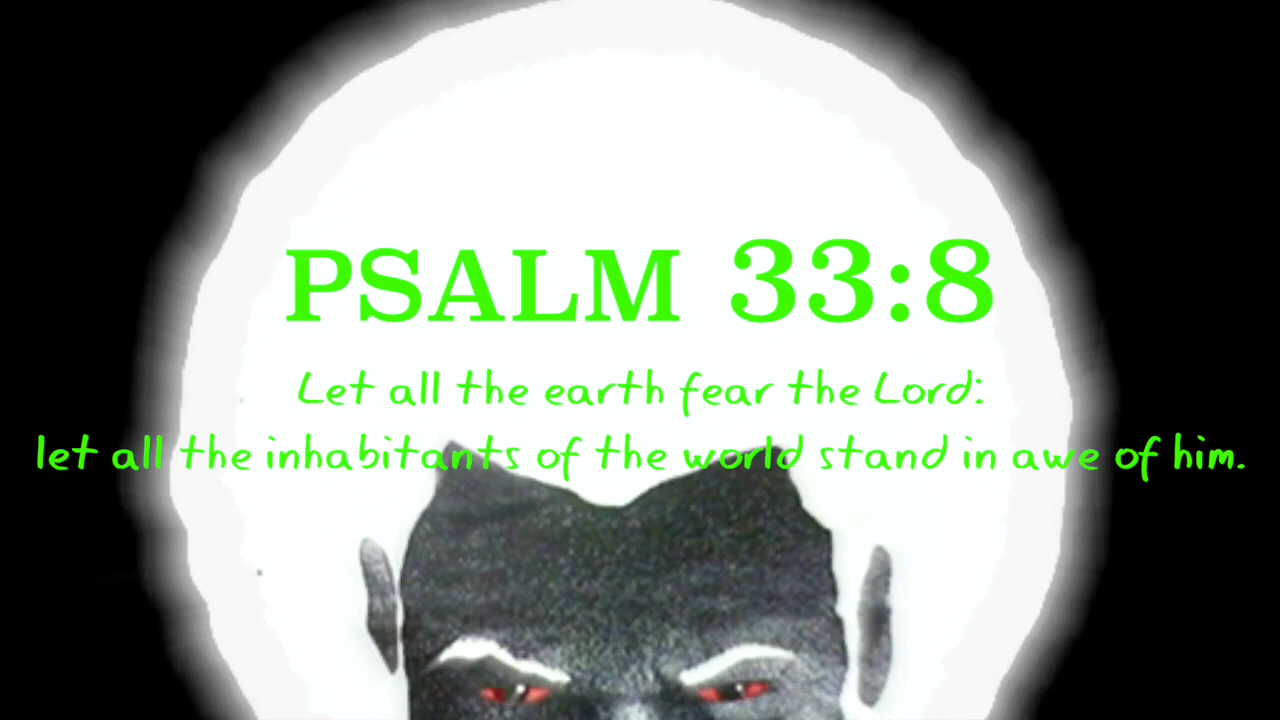 PSALM 33:8
Let all the earth fear the Lord:
let all the inhabitants of the world stand in awe of him.